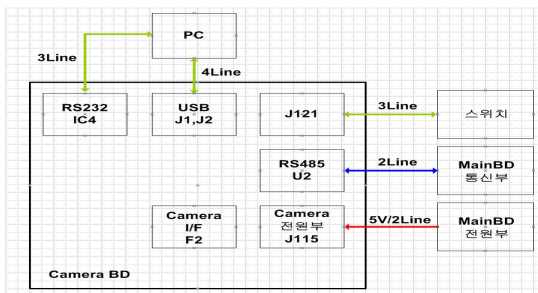 PC
3Line
4Line
RS232
IC4
USB
J1,J2
J121
3Line
스위치
RS485
U2
2Line
MainBD
통신부
Camera
I/F
F2
Camera
전원부
J115
5V/2Line
MainBD
전원부
Camera BD